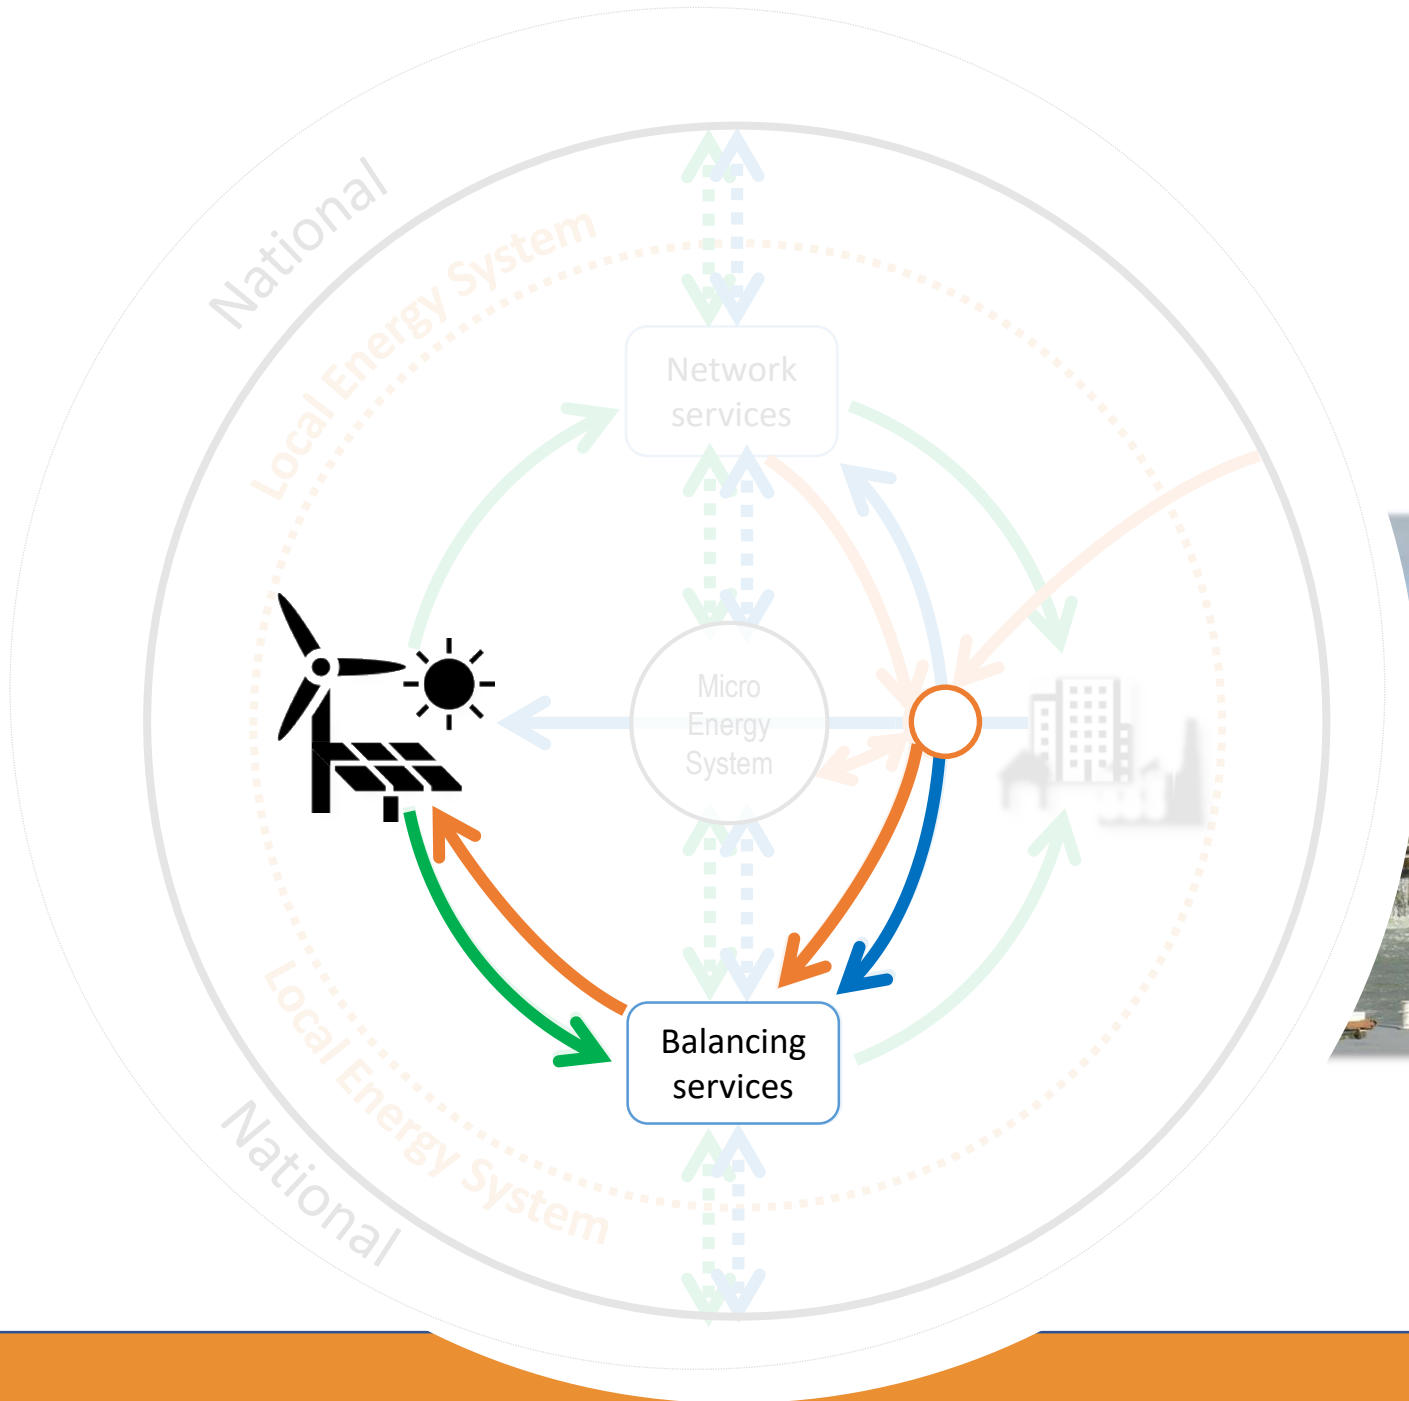 National
Local Energy System
Network
services
Micro
Energy
System
Balancing
services
Local Energy System
National